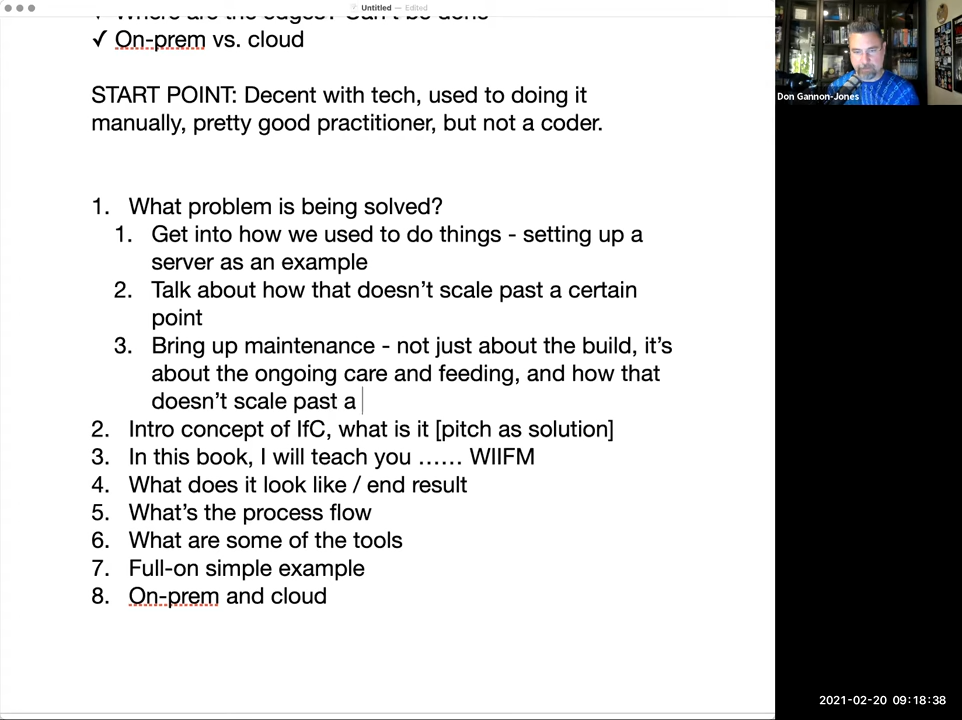 Untitled — Edited
✓ Where are the edges? Can't be done
✓ On-prem vs. cloud
START POINT: Decent with tech, used to doing it
manually, pretty good practitioner, but not a coder.
1. What problem is being solved?
1. Get into how we used to do things - setting up a
server as an example
2. Talk about how that doesn’t scale past a certain
point
3. Bring up maintenance - not just about the build, it’s
about the ongoing care and feeding, and how that
doesn’t scale past a
2. Intro concept of IfC, what is it [pitch as solution]
3. In this book, I will teach you …… WIIFM
4. What does it look like / end result
5. What’s the process flow
6. What are some of the tools
7. Full-on simple example
8. On-prem and cloud
Don Gannon-Jones
2021-02-20 09:18:38